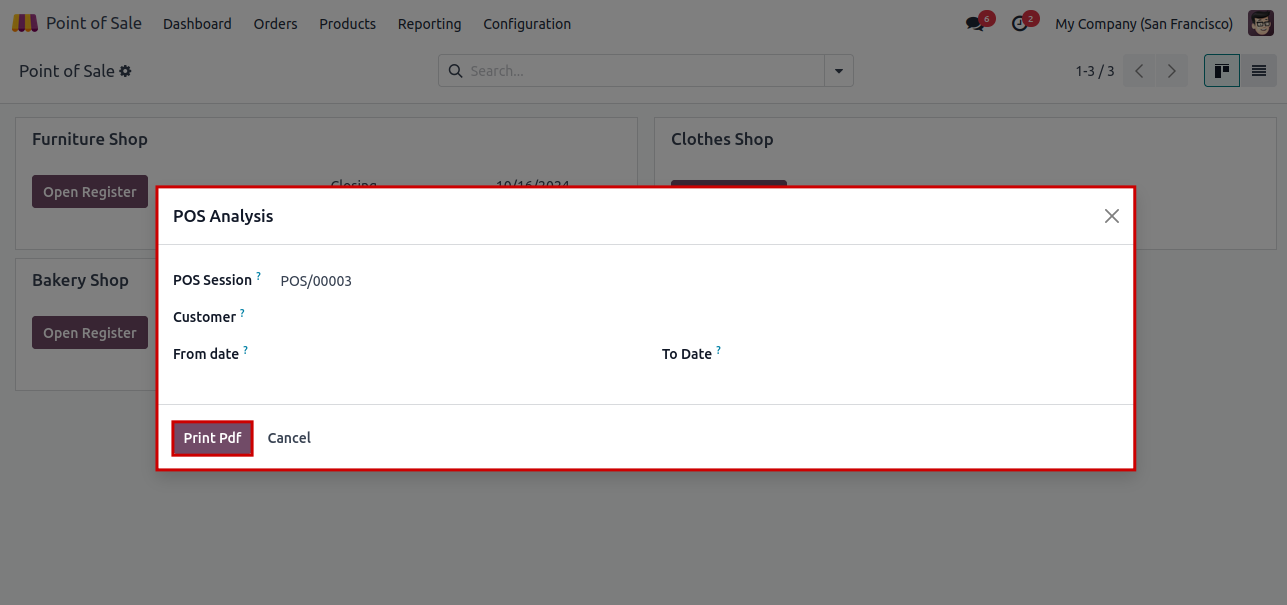 Point of Sale Dashboard Orders Products Reporting Configuration 6 2 My Company (San Francisco)
Point of Sale Search... 1-3 / 3
Furniture Shop Clothes Shop
Open Register Closing 10/16/2024
POS Analysis
POS Session ? POS/00003
Bakery Shop
Customer ?
Open Register
From date ? To Date ?
Print Pdf Cancel